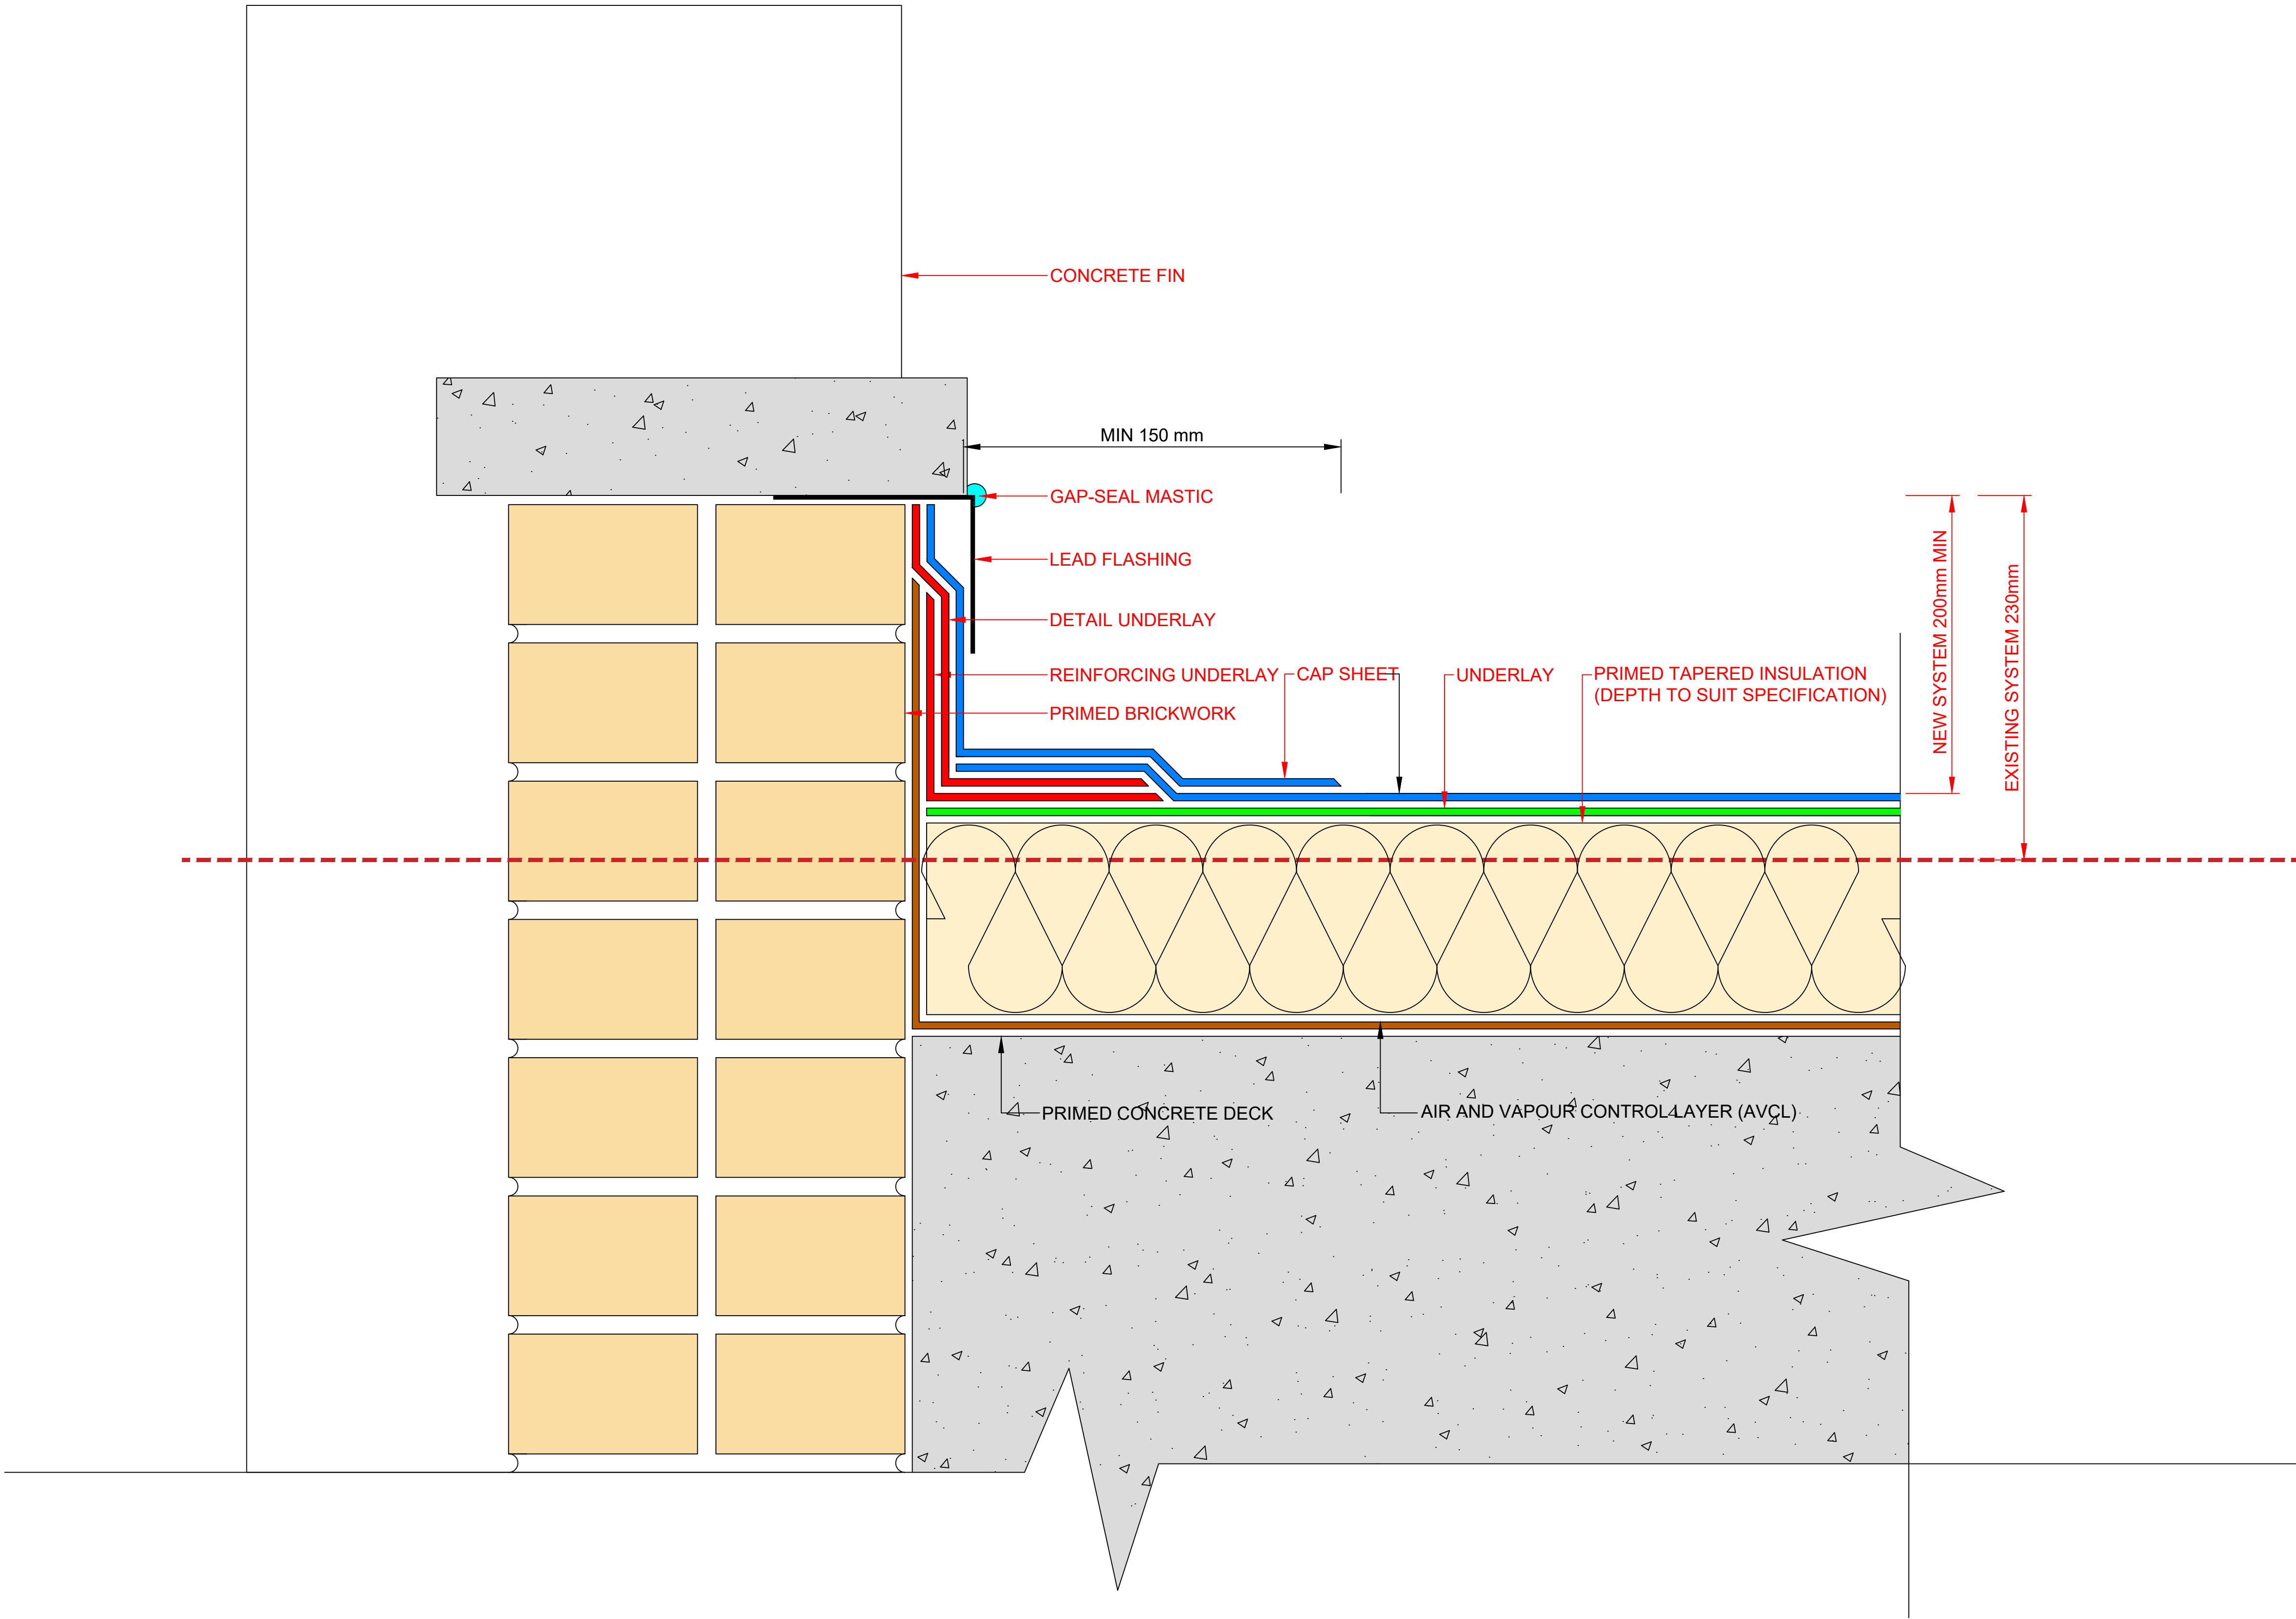 CONCRETE FIN
MIN 150 mm
GAP-SEAL MASTIC
LEAD FLASHING
DETAIL UNDERLAY
REINFORCING UNDERLAY
CAP SHEET
UNDERLAY
PRIMED TAPERED INSULATION
(DEPTH TO SUIT SPECIFICATION)
PRIMED BRICKWORK
NEW SYSTEM 200mm MIN
EXISTING SYSTEM 230mm
PRIMED CONCRETE DECK
AIR AND VAPOUR CONTROL LAYER (AVCL)